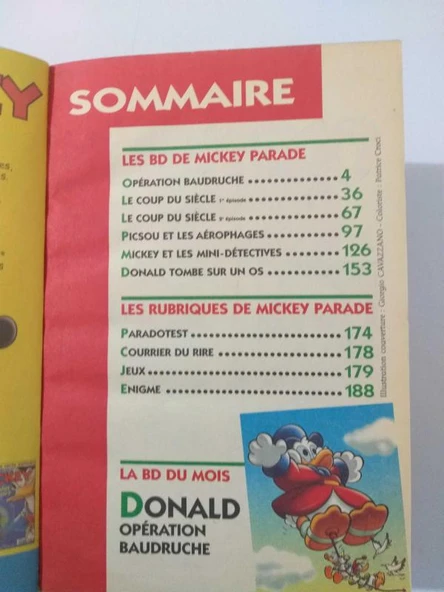 SOMMAIRE
LES BD DE MICKEY PARADE
OPÉRATION BAUDRUCHE 4
LE COUP DU SIÈCLE 1er épisode 36
LE COUP DU SIÈCLE 2e épisode 67
PICSOU ET LES AÉROPHAGES 97
MICKEY ET LES MINI-DÉTECTIVES 126
DONALD TOMBE SUR UN OS 153
LES RUBRIQUES DE MICKEY PARADE
PARADOTEST 174
COURRIER DU RIRE 178
JEUX 179
ENIGME 188
LA BD DU MOIS
DONALD
OPÉRATION
BAUDRUCHE
Illustration couverture : Giorgio CAVAZZANO - Coloriste : Patrice Croci